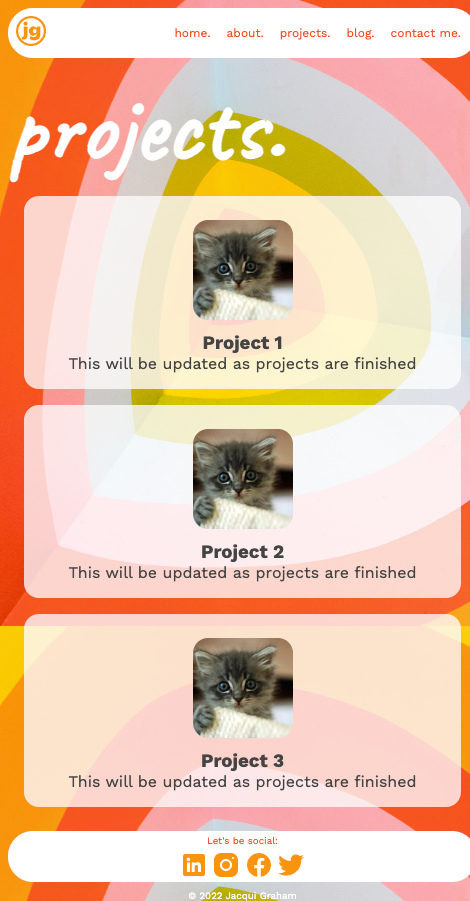 jg
home. about. projects. blog. contact me.
projects.
Project 1
This will be updated as projects are finished
Project 2
This will be updated as projects are finished
Project 3
This will be updated as projects are finished
Let's be social:
© 2022 Jacqui Graham